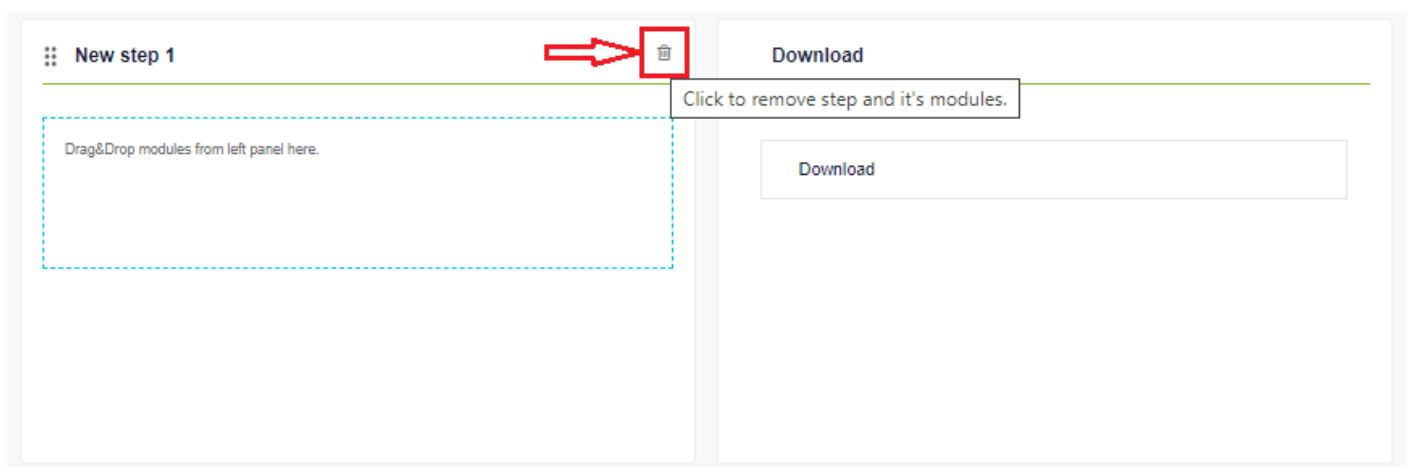 New step 1
Download
Click to remove step and it's modules.
Drag&Drop modules from left panel here.
Download